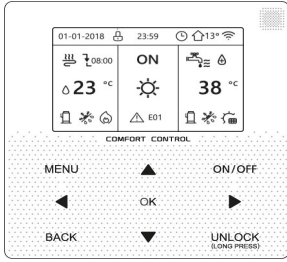 01-01-2018 23:59 13°
08:00 ON
23 °C 38 °C
E01
COMFORT CONTROL
MENU ON/OFF
OK
BACK UNLOCK
(LONG PRESS)